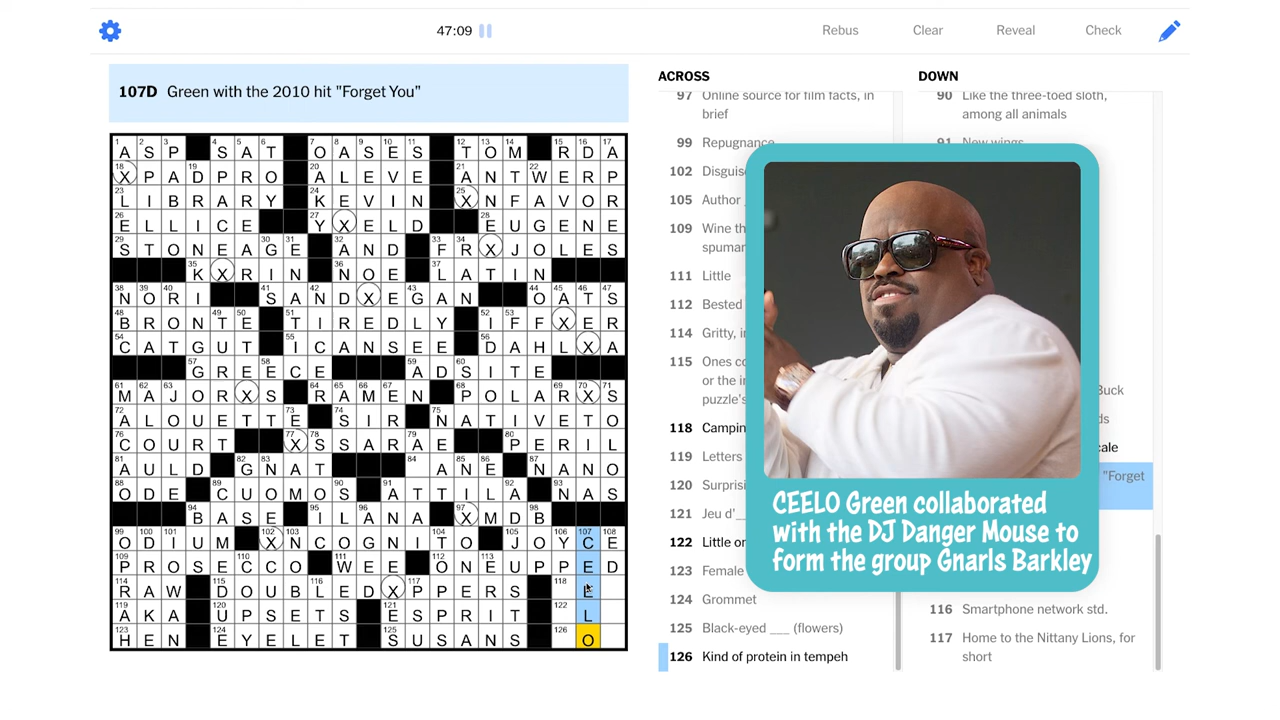 47:09
Rebus
Clear
Reveal
Check
107D Green with the 2010 hit "Forget You"
ACROSS
97 Online source for film facts, in
brief
99 Repugnance
102 Disguis
105 Author
109 Wine th
spuman
111 Little
112 Bested
114 Gritty, in
115 Ones co
or the in
puzzle's
118 Campin
119 Letters
120 Surprisi
121 Jeu d'_
122 Little or
123 Female
124 Grommet
125 Black-eyed ___ (flowers)
126 Kind of protein in tempeh
DOWN
90 Like the three-toed sloth,
among all animals
91 New wings
Buck
ds
cale
"Forget
116 Smartphone network std.
117 Home to the Nittany Lions, for
short
CEELO Green collaborated
with the DJ Danger Mouse to
form the group Gnarls Barkley
A S P S A T O A S E S T O M R D A
X P A D P R O A L E V E A N T W E R P
L I B R A R Y K E V I N X N F A V O R
E L L I C E Y X E L D E U G E N E
S T O N E A G E A N D F R X J O L E S
K X R I N N O E L A T I N
N O R I S A N D X E G A N O A T S
B R O N T E T I R E D L Y I F F X E R
C A T G U T I C A N S E E D A H L X A
G R E E C E A D S I T E
M A J O R X S R A M E N P O L A R X S
A L O U E T T E S I R N A T I V E T O
C O U R T X S S A R A E P E R I L
A U L D G N A T A N E N A N O
O D E C U O M O S A T T I L A N A S
B A S E I L A N A X M D B
O D I U M X N C O G N I T O J O Y C E
P R O S E C C O W E E O N E U P P E D
R A W D O U B L E D X P P E R S E
A K A U P S E T S E S P R I T L
H E N E Y E L E T S U S A N S O